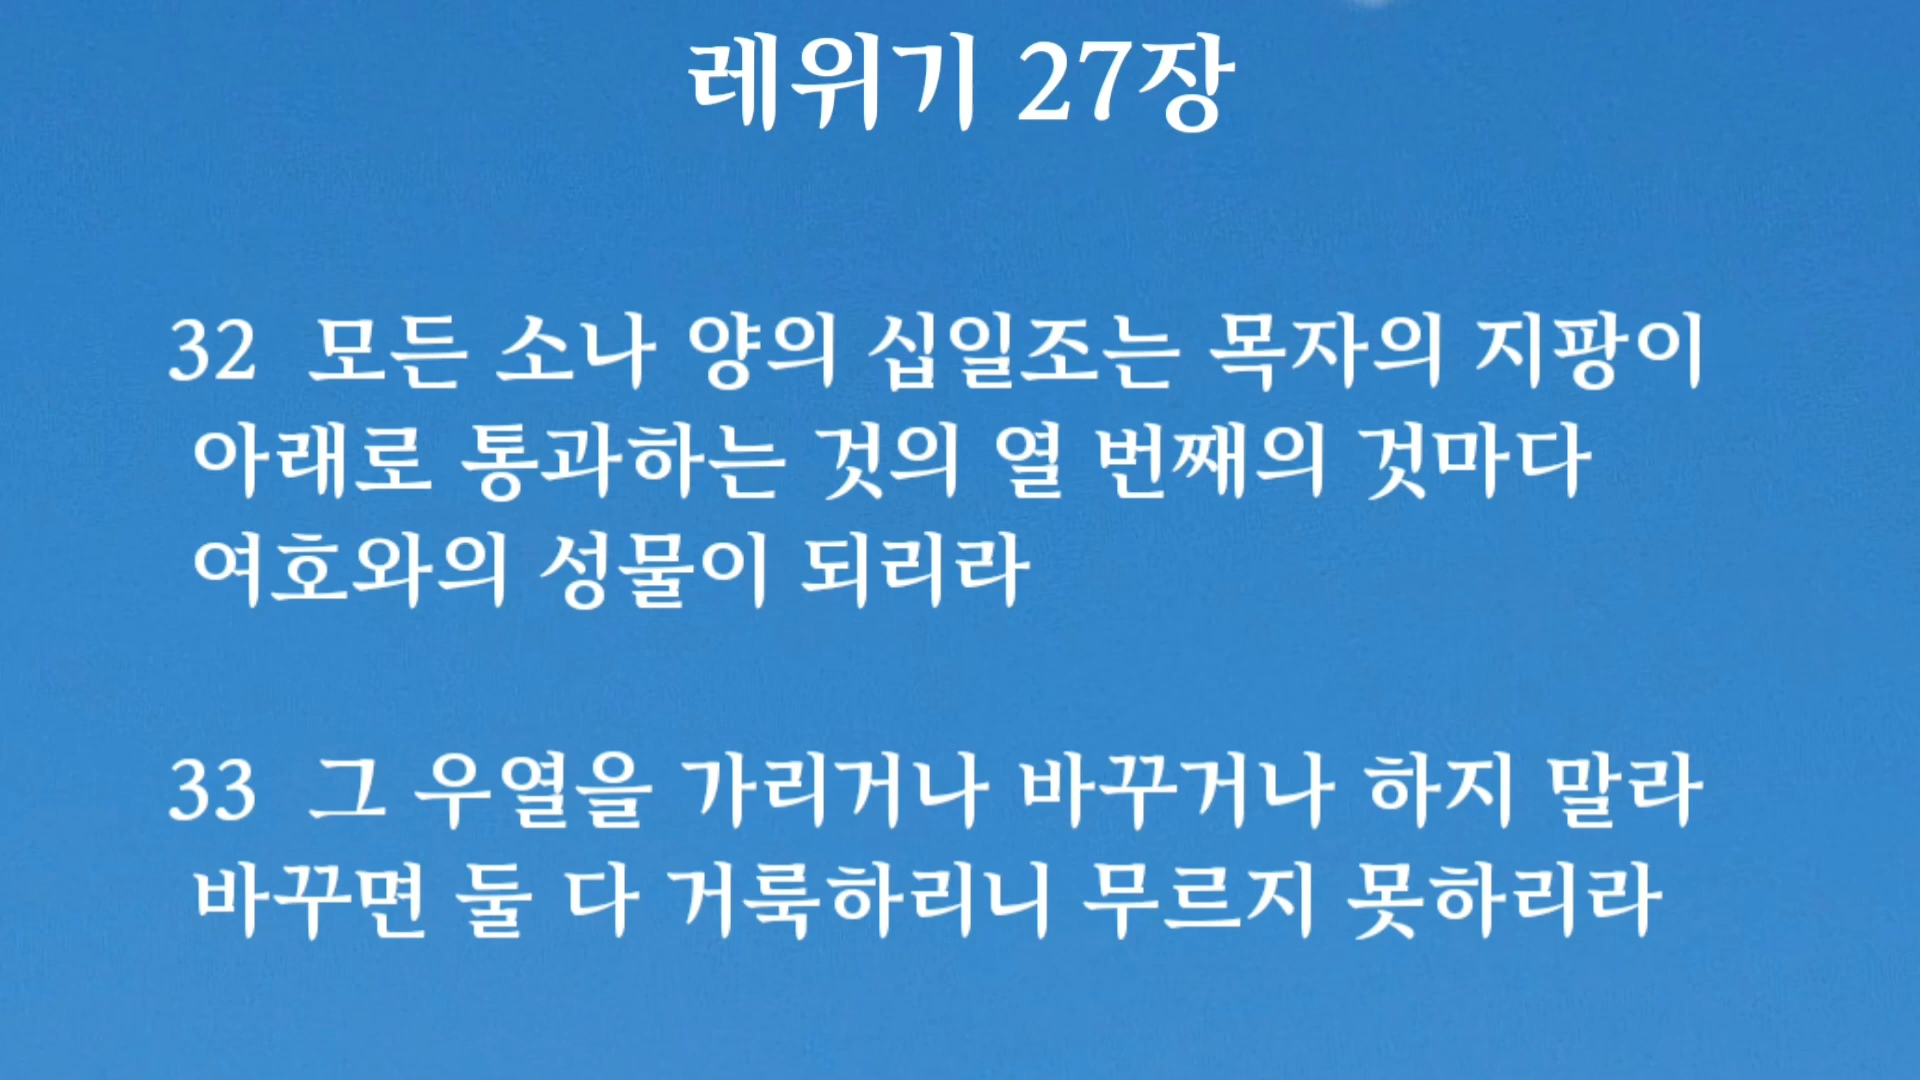 레위기 27장
32 모든 소나 양의 십일조는 목자의 지팡이
아래로 통과하는 것의 열 번째의 것마다
여호와의 성물이 되리라
33 그 우열을 가리거나 바꾸거나 하지 말라
바꾸면 둘 다 거룩하리니 무르지 못하리라